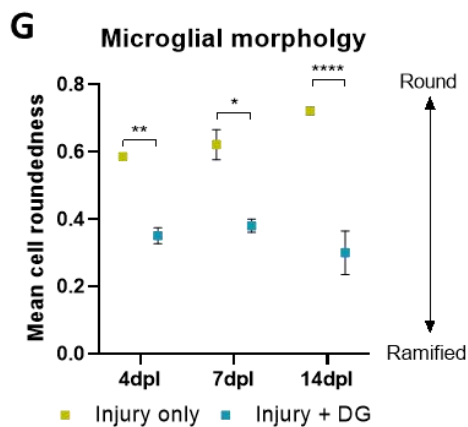 G
Microglial morpholgy
Mean cell roundedness
0.8
0.6
0.4
0.2
0.0
**
*
****
4dpl
7dpl
14dpl
Round
Ramified
Injury only
Injury + DG